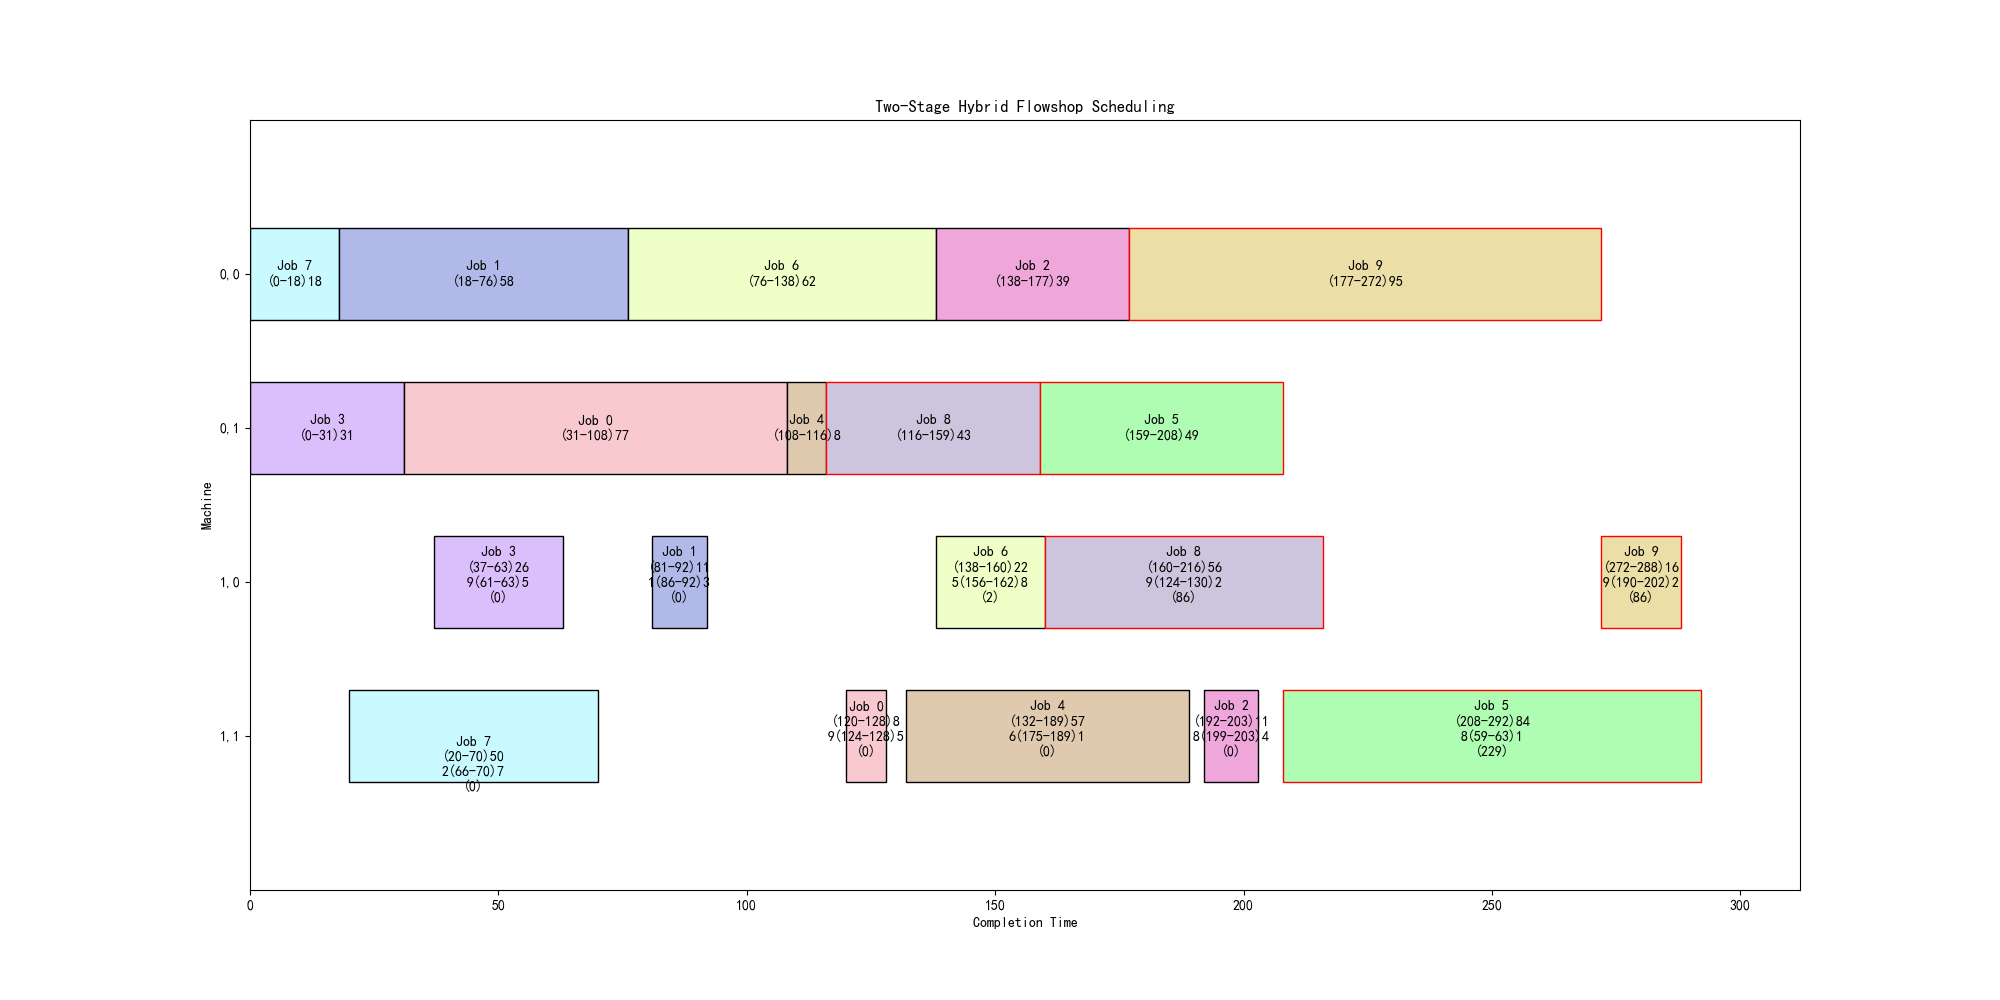 Two-Stage Hybrid Flowshop Scheduling
0,0
Job 7
(0-18)18
Job 1
(18-76)58
Job 6
(76-138)62
Job 2
(138-177)39
Job 9
(177-272)95
0,1
Job 3
(0-31)31
Job 0
(31-108)77
Job 4
(108-116)8
Job 8
(116-159)43
Job 5
(159-208)49
Machine
1,0
Job 3
(37-63)26
9(61-63)5
(0)
Job 1
(81-92)11
1(86-92)3
(0)
Job 6
(138-160)22
5(156-162)8
(2)
Job 8
(160-216)56
9(124-130)2
(86)
Job 9
(272-288)16
9(190-202)2
(86)
1,1
Job 7
(20-70)50
2(66-70)7
(0)
Job 0
(120-128)8
9(124-128)5
(0)
Job 4
(132-189)57
6(175-189)1
(0)
Job 2
(192-203)11
8(199-203)4
(0)
Job 5
(208-292)84
8(59-63)1
(229)
0
50
100
150
200
250
300
Completion Time